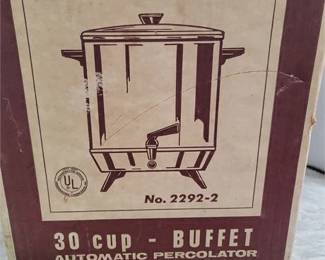 UL
No. 2292-2
30 cup - BUFFET
AUTOMATIC PERCOLATOR